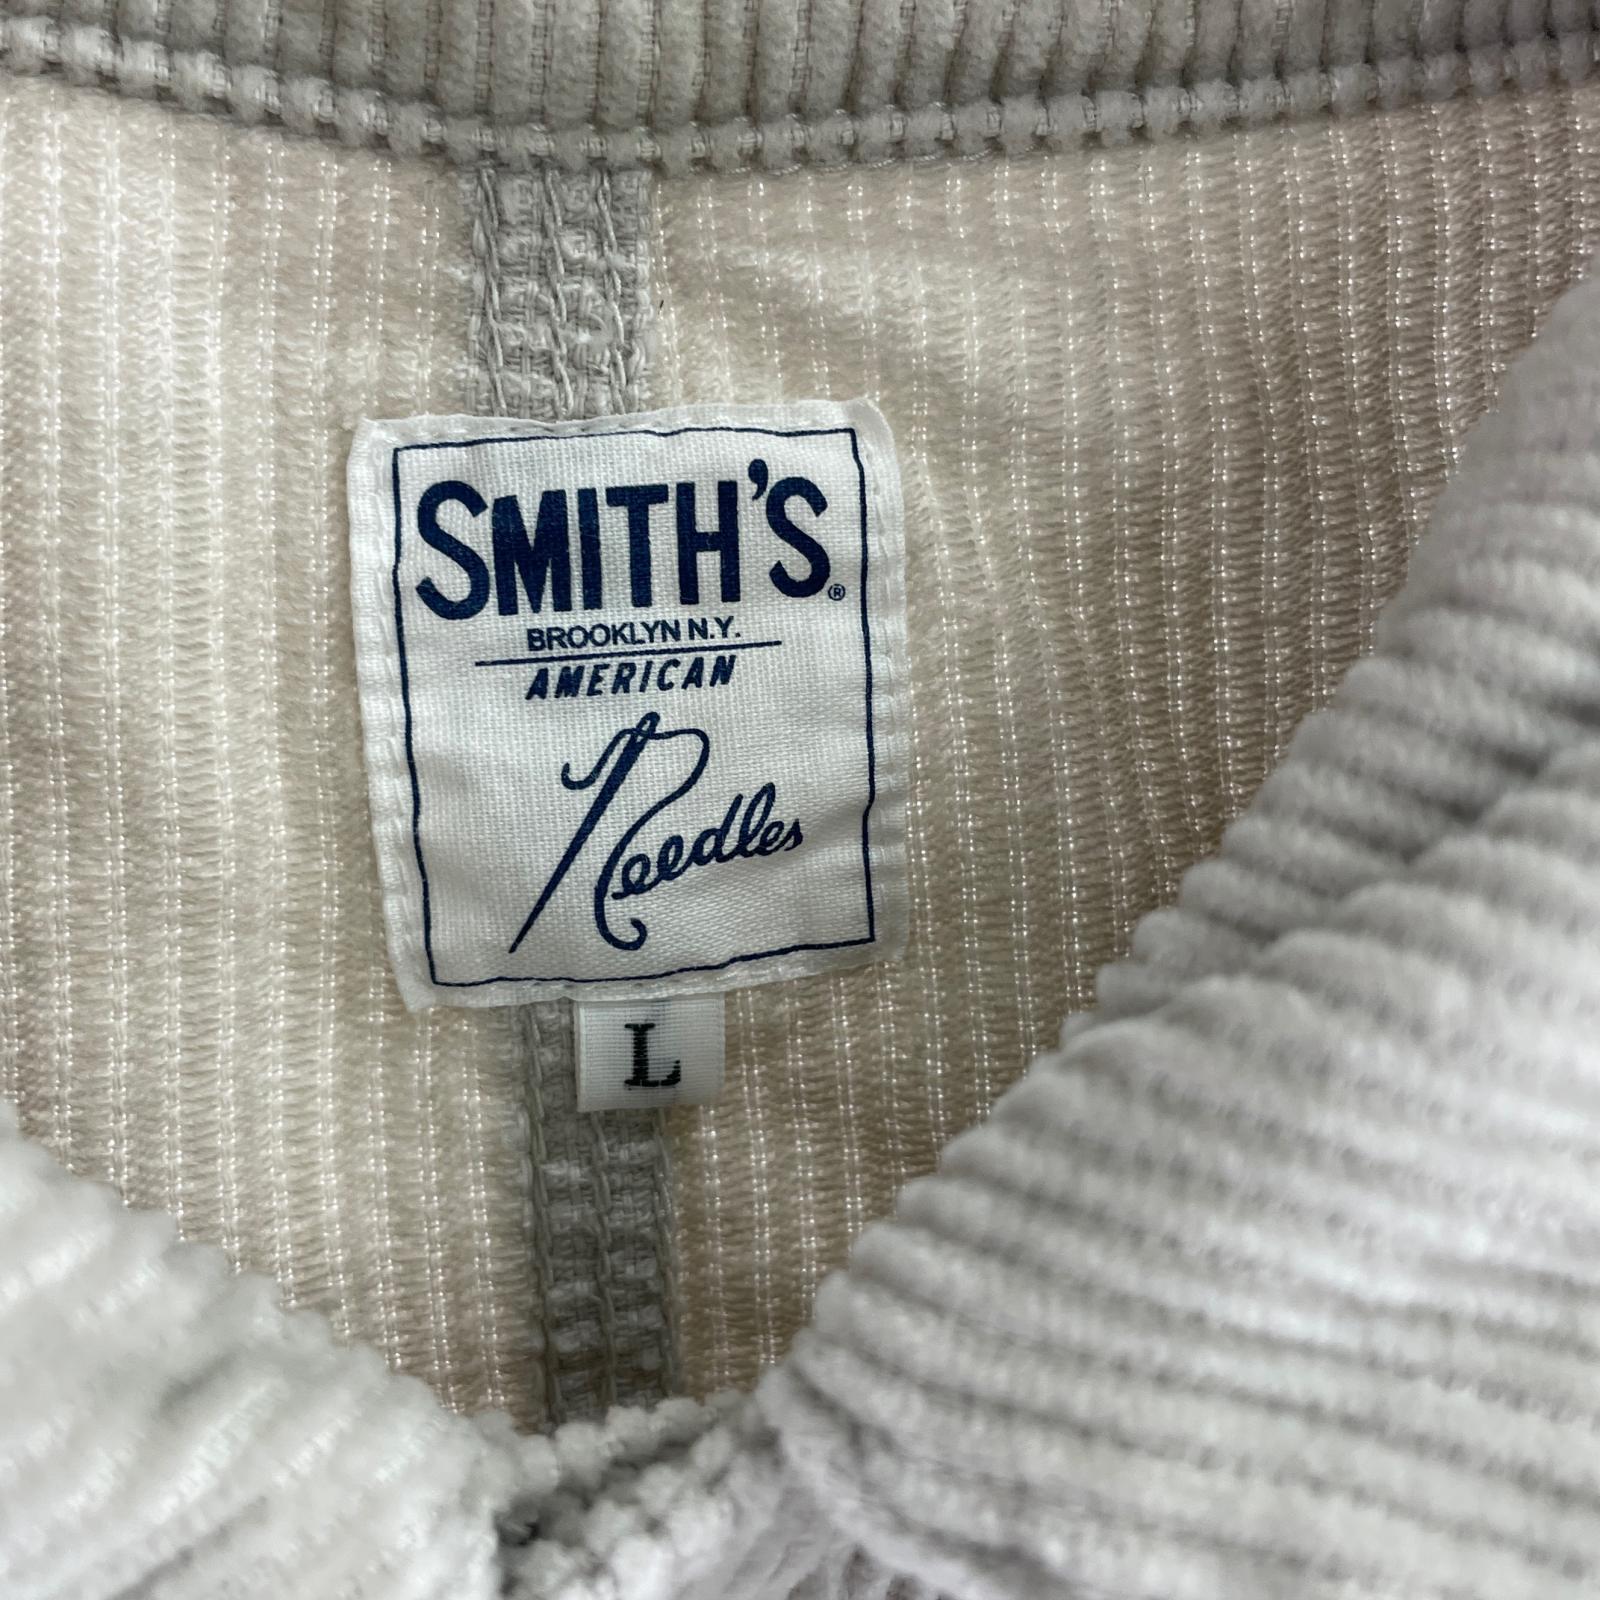 SMITH'S®
BROOKLYN N.Y.
AMERICAN
Needles
L